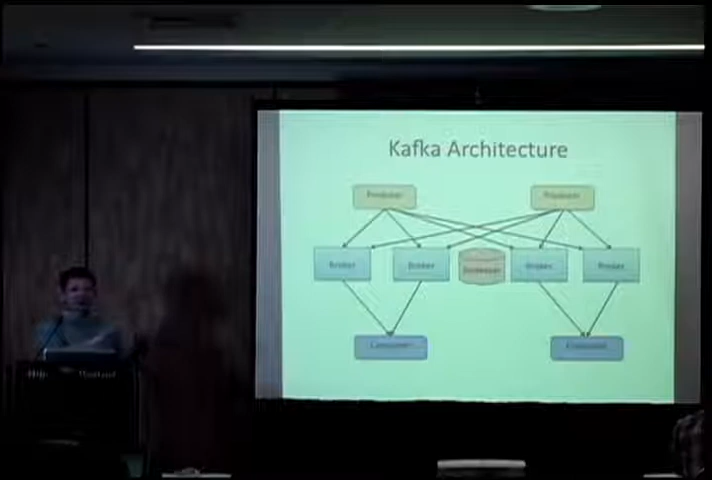 Kafka Architecture
Producer
Producer
Broker
Broker
Zookeeper
Broker
Broker
Consumer
Consumer